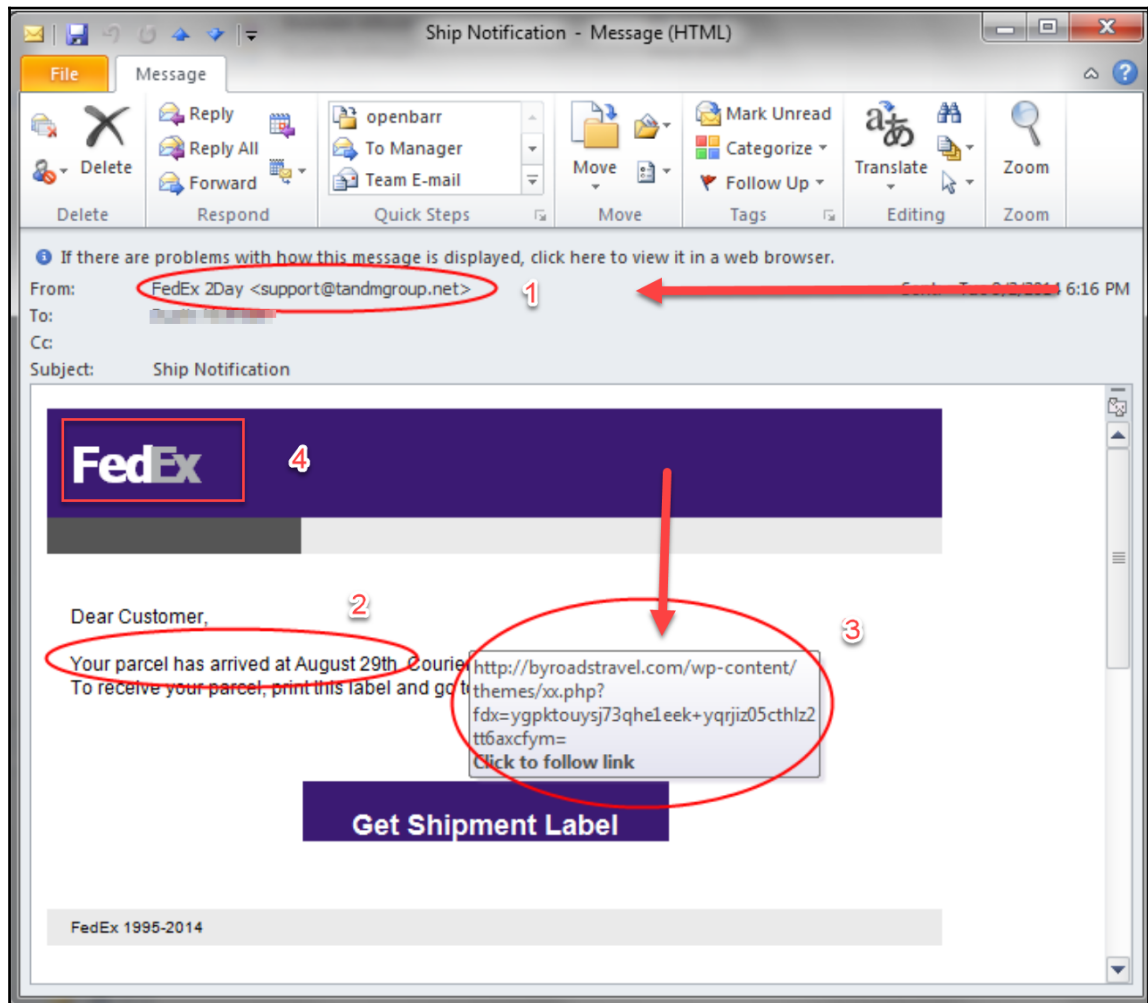 Ship Notification - Message (HTML)
File Message
Reply
Reply All
Forward
Delete
openbarr
To Manager
Team E-mail
Move
Mark Unread
Categorize
Follow Up
Translate
Zoom
Delete Respond Quick Steps Move Tags Editing Zoom
If there are problems with how this message is displayed, click here to view it in a web browser.
From: FedEx 2Day <support@tandmgroup.net> 1 6:16 PM
To:
Cc:
Subject: Ship Notification
FedEx 4
Dear Customer, 2
3
Your parcel has arrived at August 29th. Courier
To receive your parcel, print this label and go t
http://byroadstravel.com/wp-content/
themes/xx.php?
fdx=ygpktouysj73qhe1eek+yqrjiz05cthlz2
tt6axcfym=
Click to follow link
Get Shipment Label
FedEx 1995-2014